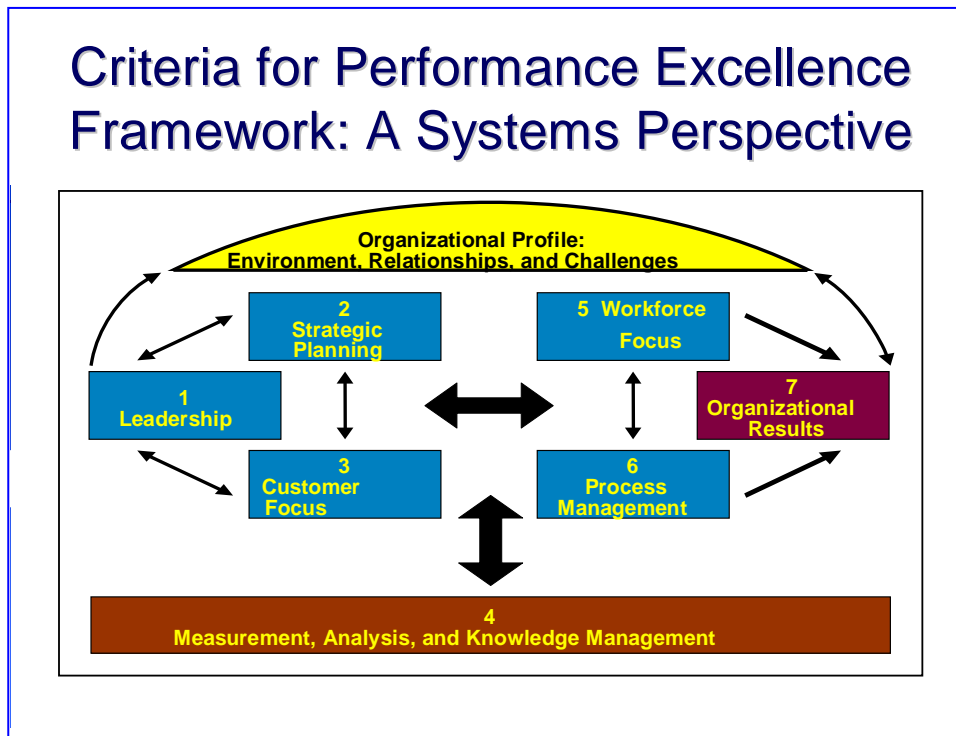 Criteria for Performance Excellence
Framework: A Systems Perspective
Organizational Profile:
Environment, Relationships, and Challenges
2
Strategic
Planning
5 Workforce
Focus
1
Leadership
7
Organizational
Results
3
Customer
Focus
6
Process
Management
4
Measurement, Analysis, and Knowledge Management